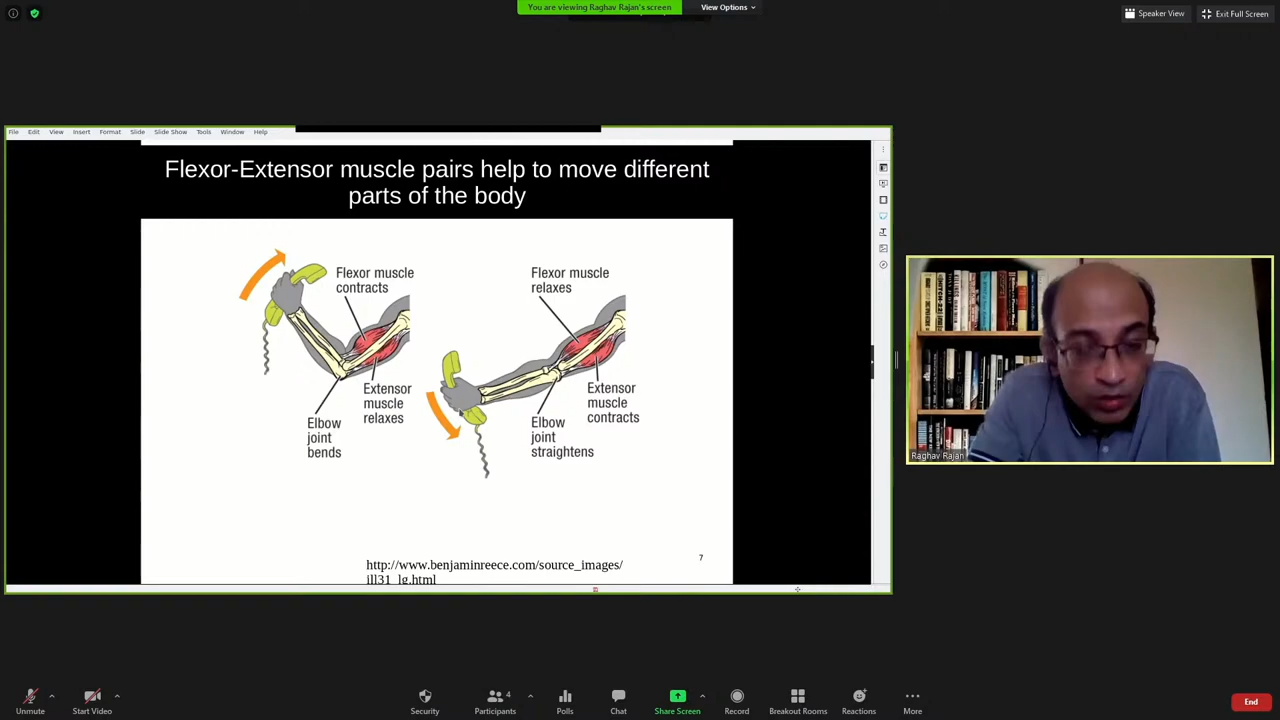 You are viewing Raghav Rajan's screen
View Options
Speaker View
Exit Full Screen
File Edit View Insert Format Slide Slide Show Tools Window Help
Flexor-Extensor muscle pairs help to move different
parts of the body
Flexor muscle
contracts
Flexor muscle
relaxes
Extensor
muscle
relaxes
Extensor
muscle
contracts
Elbow
joint
bends
Elbow
joint
straightens
http://www.benjaminreece.com/source_images/
ill31_lg.html
7
Raghav Rajan
Unmute
Start Video
Security
4
Participants
Polls
Chat
Share Screen
Record
Breakout Rooms
Reactions
More
End